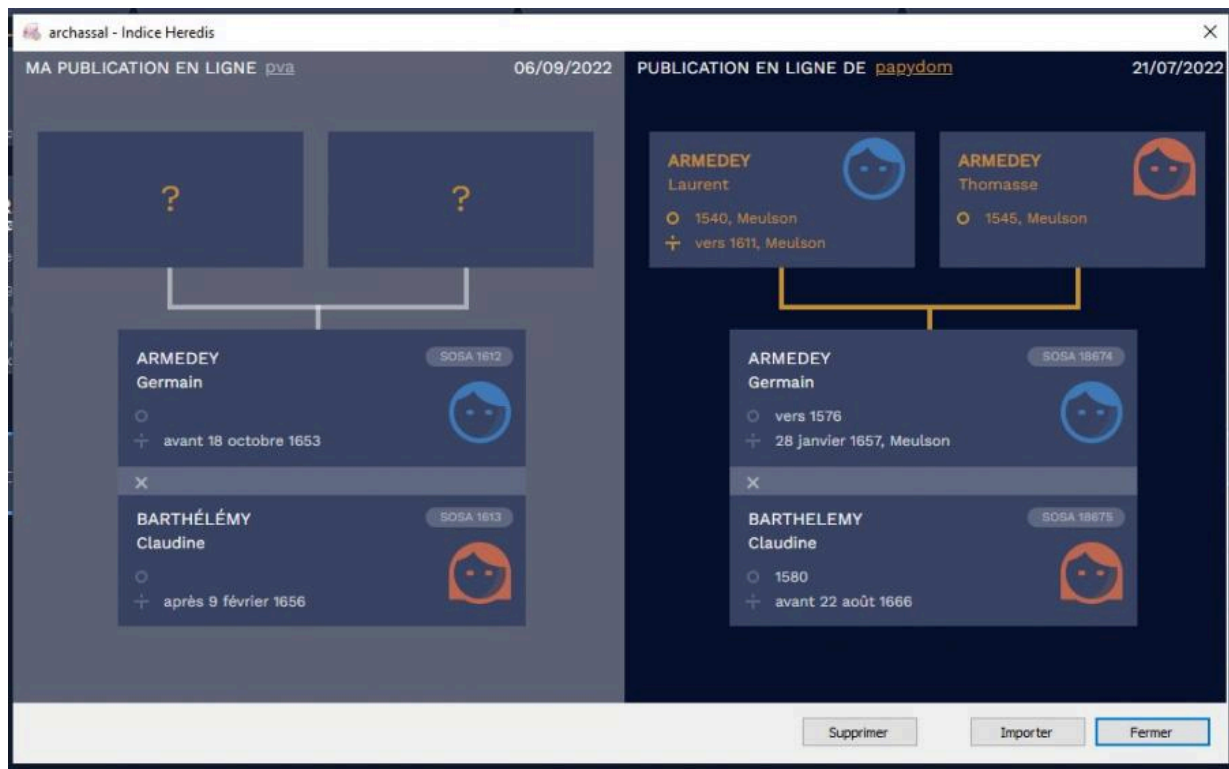 archassal - Indice Heredis
MA PUBLICATION EN LIGNE pva 06/09/2022
?
?
ARMEDEY
Germain
SOSA 1612
avant 18 octobre 1653
BARTHÉLÉMY
Claudine
SOSA 1613
après 9 février 1656
PUBLICATION EN LIGNE DE papydom 21/07/2022
ARMEDEY
Laurent
1540, Meulson
vers 1611, Meulson
ARMEDEY
Thomasse
1545, Meulson
ARMEDEY
Germain
SOSA 18674
vers 1576
28 janvier 1657, Meulson
BARTHELEMY
Claudine
SOSA 18675
1580
avant 22 août 1666
Supprimer
Importer
Fermer